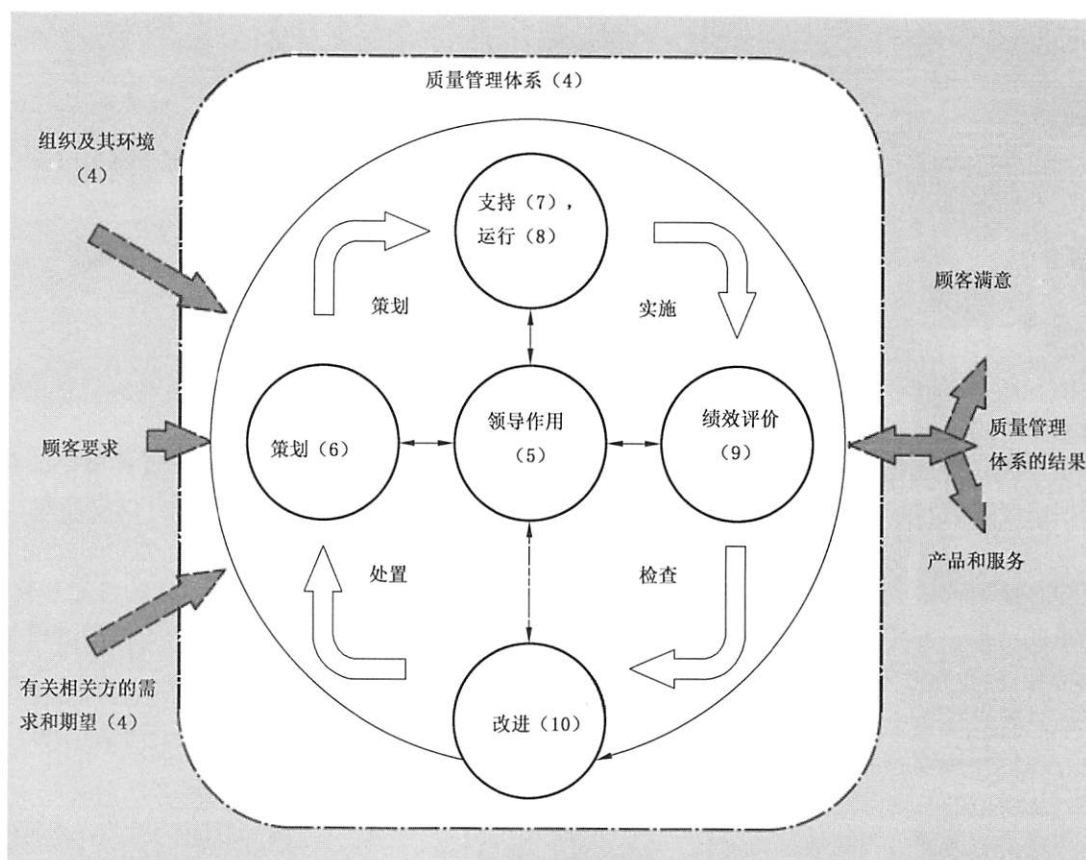 质量管理体系（4）
组织及其环境
（4）
支持（7），
运行（8）
顾客满意
策划
实施
顾客要求
策划（6）
领导作用
（5）
绩效评价
（9）
质量管理
体系的结果
处置
检查
产品和服务
有关相关方的需
求和期望（4）
改进（10）